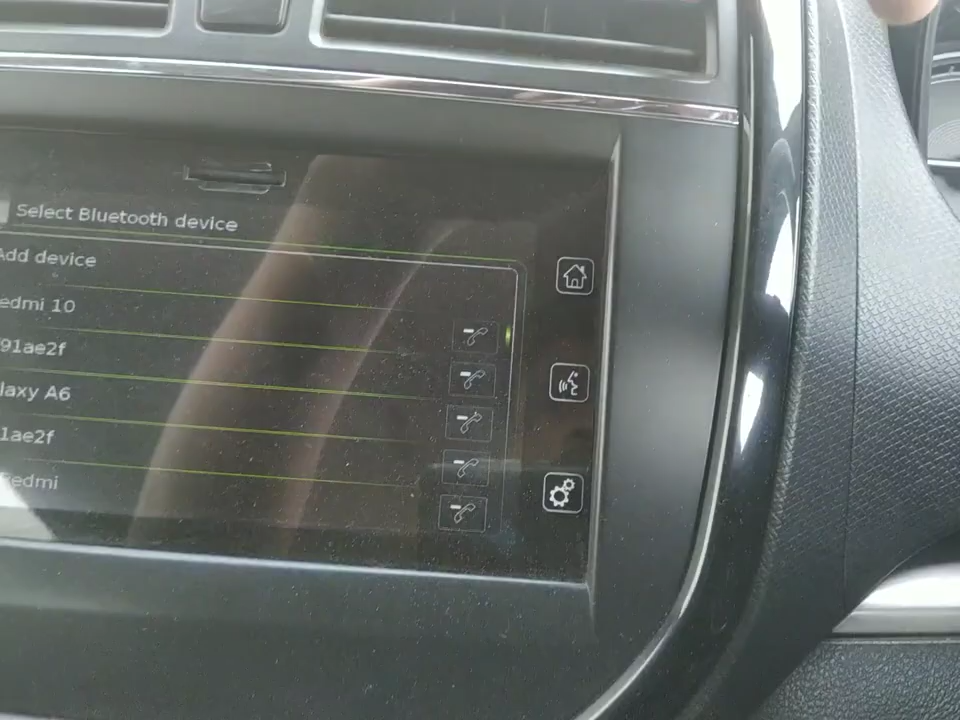 Select Bluetooth device
Add device
edmi 10
91ae2f
laxy A6
1ae2f
edmi